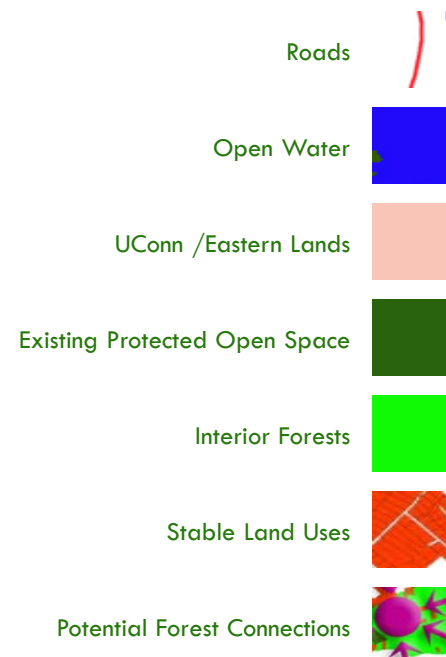 Roads
Open Water
UConn /Eastern Lands
Existing Protected Open Space
Interior Forests
Stable Land Uses
Potential Forest Connections